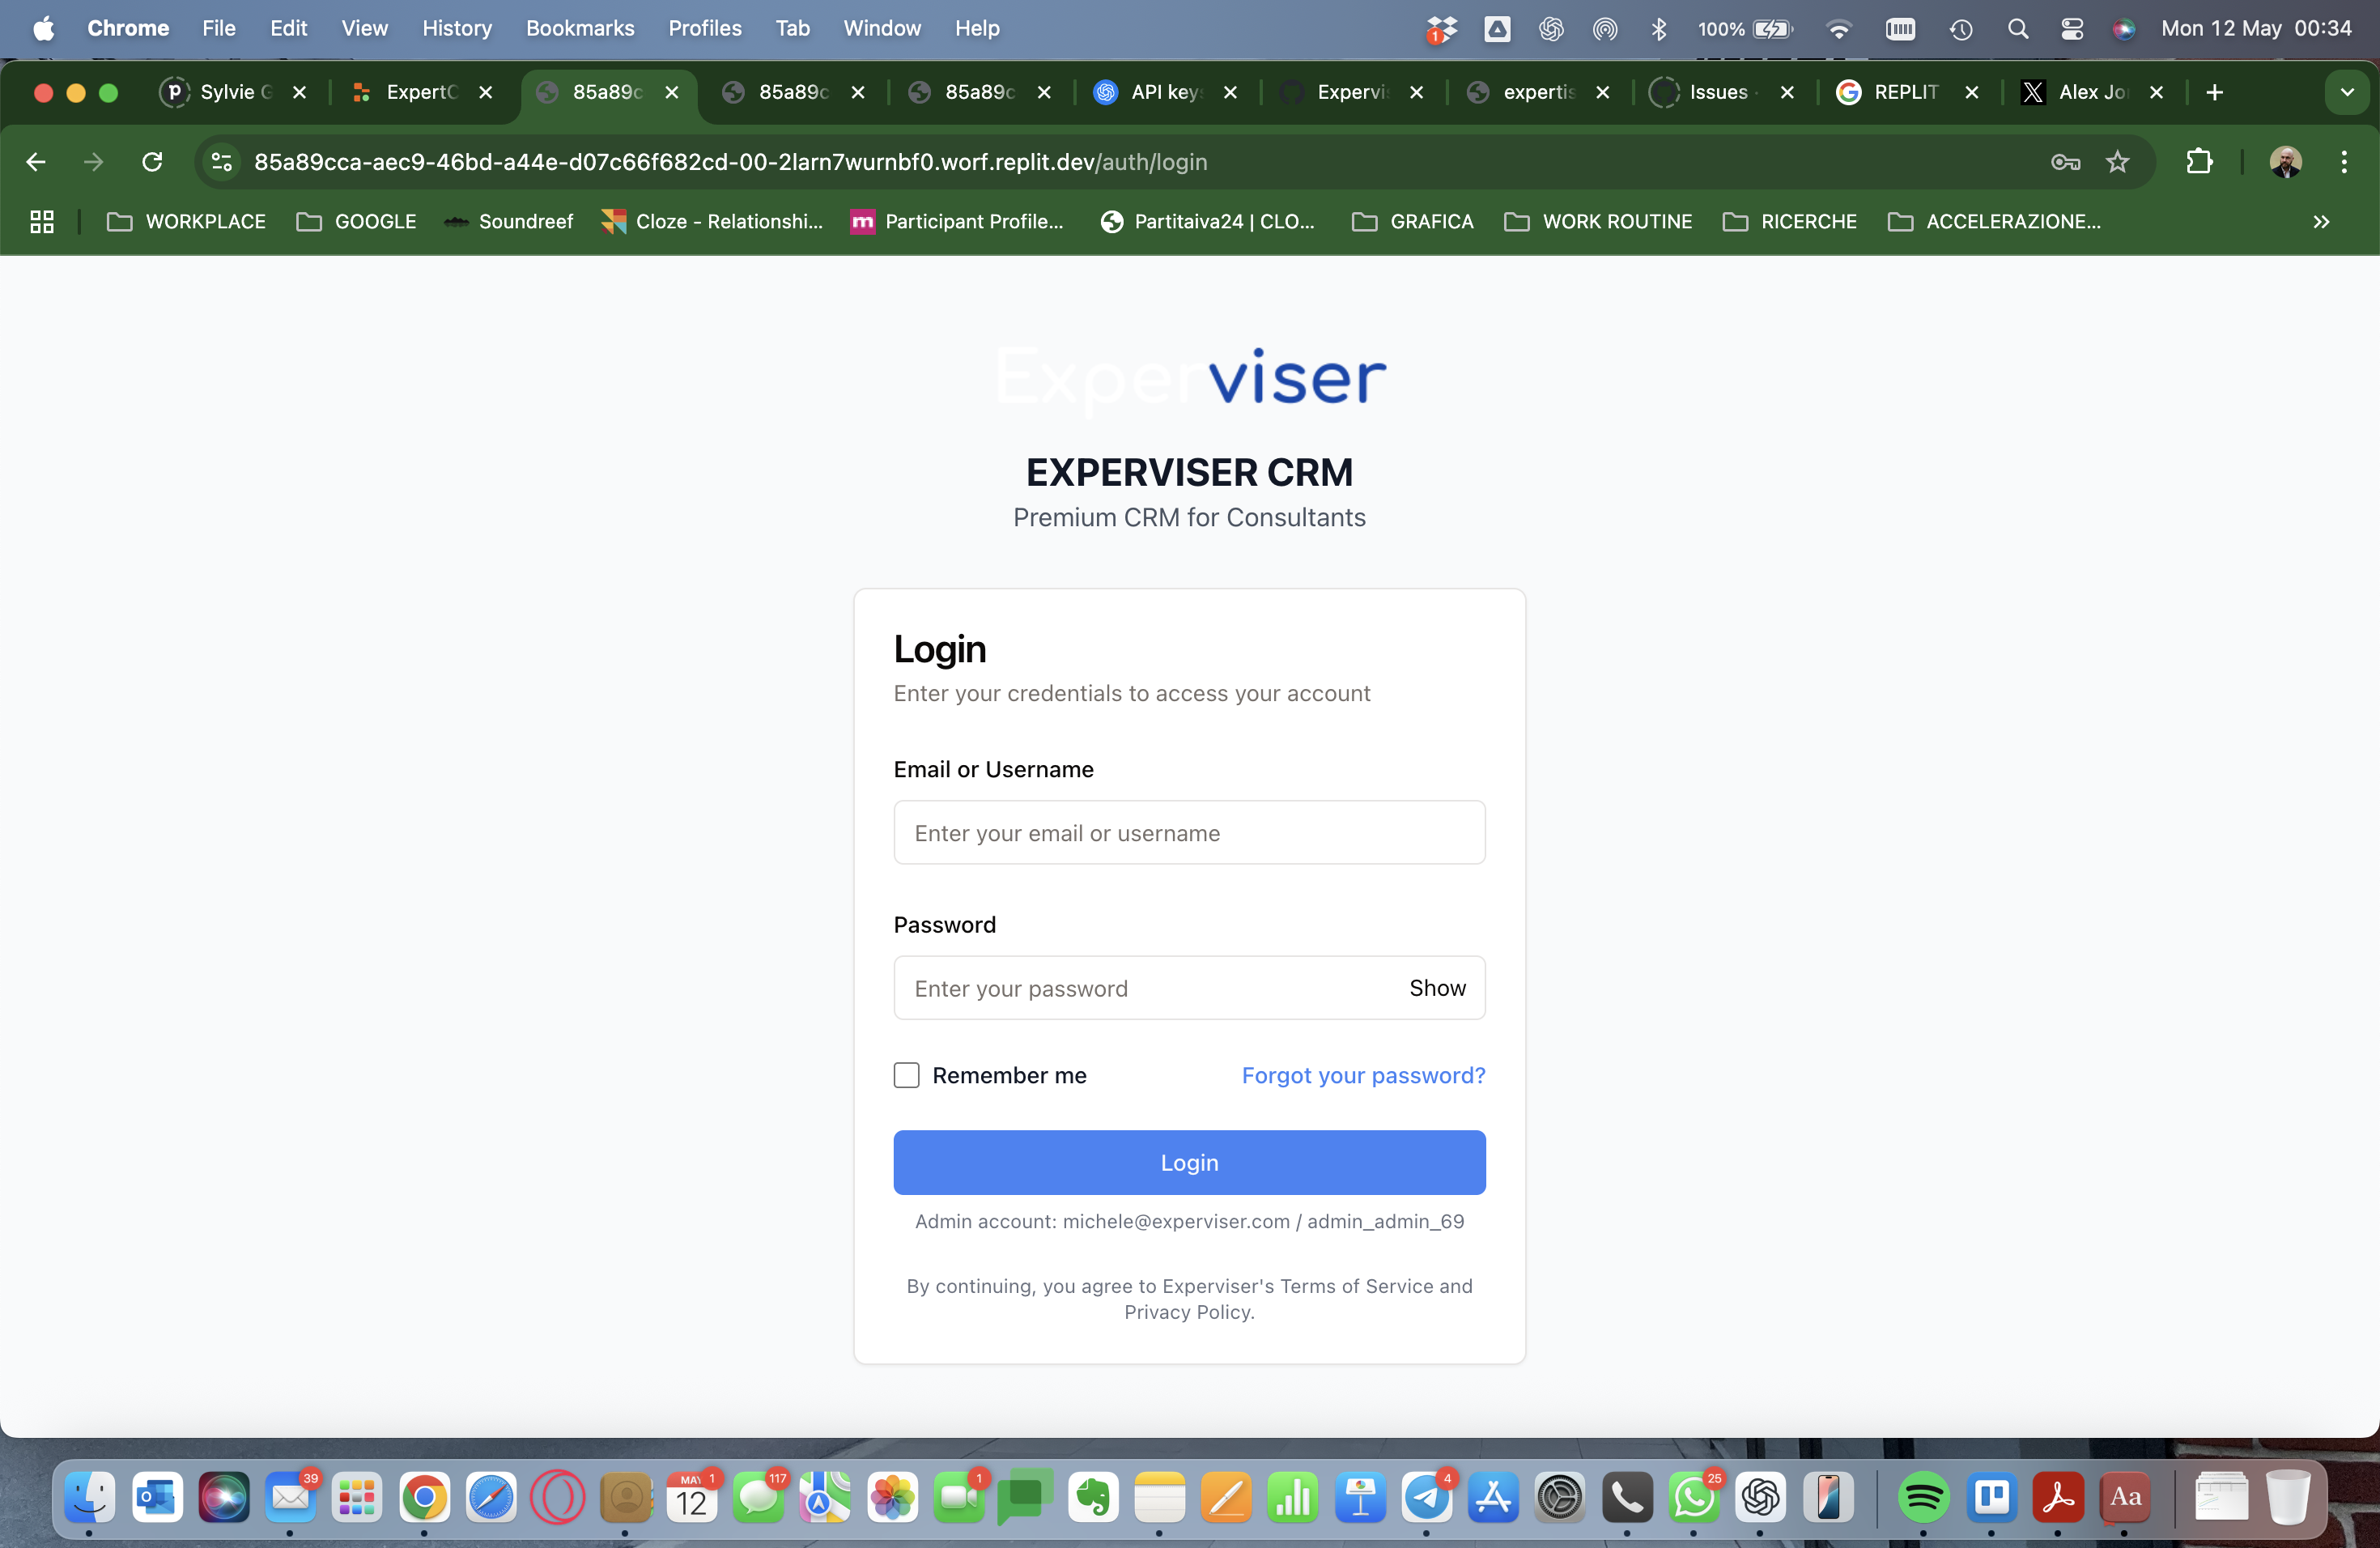 Chrome File Edit View History Bookmarks Profiles Tab Window Help 1 100% Mon 12 May 00:34
Sylvie G ExpertC 85a89c 85a89c 85a89c API keys Expervis expertis Issues · REPLIT Alex Jo
85a89cca-aec9-46bd-a44e-d07c66f682cd-00-2larn7wurnbf0.worf.replit.dev/auth/login
WORKPLACE GOOGLE Soundreef Cloze - Relationshi... Participant Profile... Partitaiva24 | CLO... GRAFICA WORK ROUTINE RICERCHE ACCELERAZIONE...
Experviser
EXPERVISER CRM
Premium CRM for Consultants
Login
Enter your credentials to access your account
Email or Username
Enter your email or username
Password
Enter your password Show
Remember me Forgot your password?
Login
Admin account: michele@experviser.com / admin_admin_69
By continuing, you agree to Experviser's Terms of Service and
Privacy Policy.
39 MAY 1 12 117 1 4 25 Aa